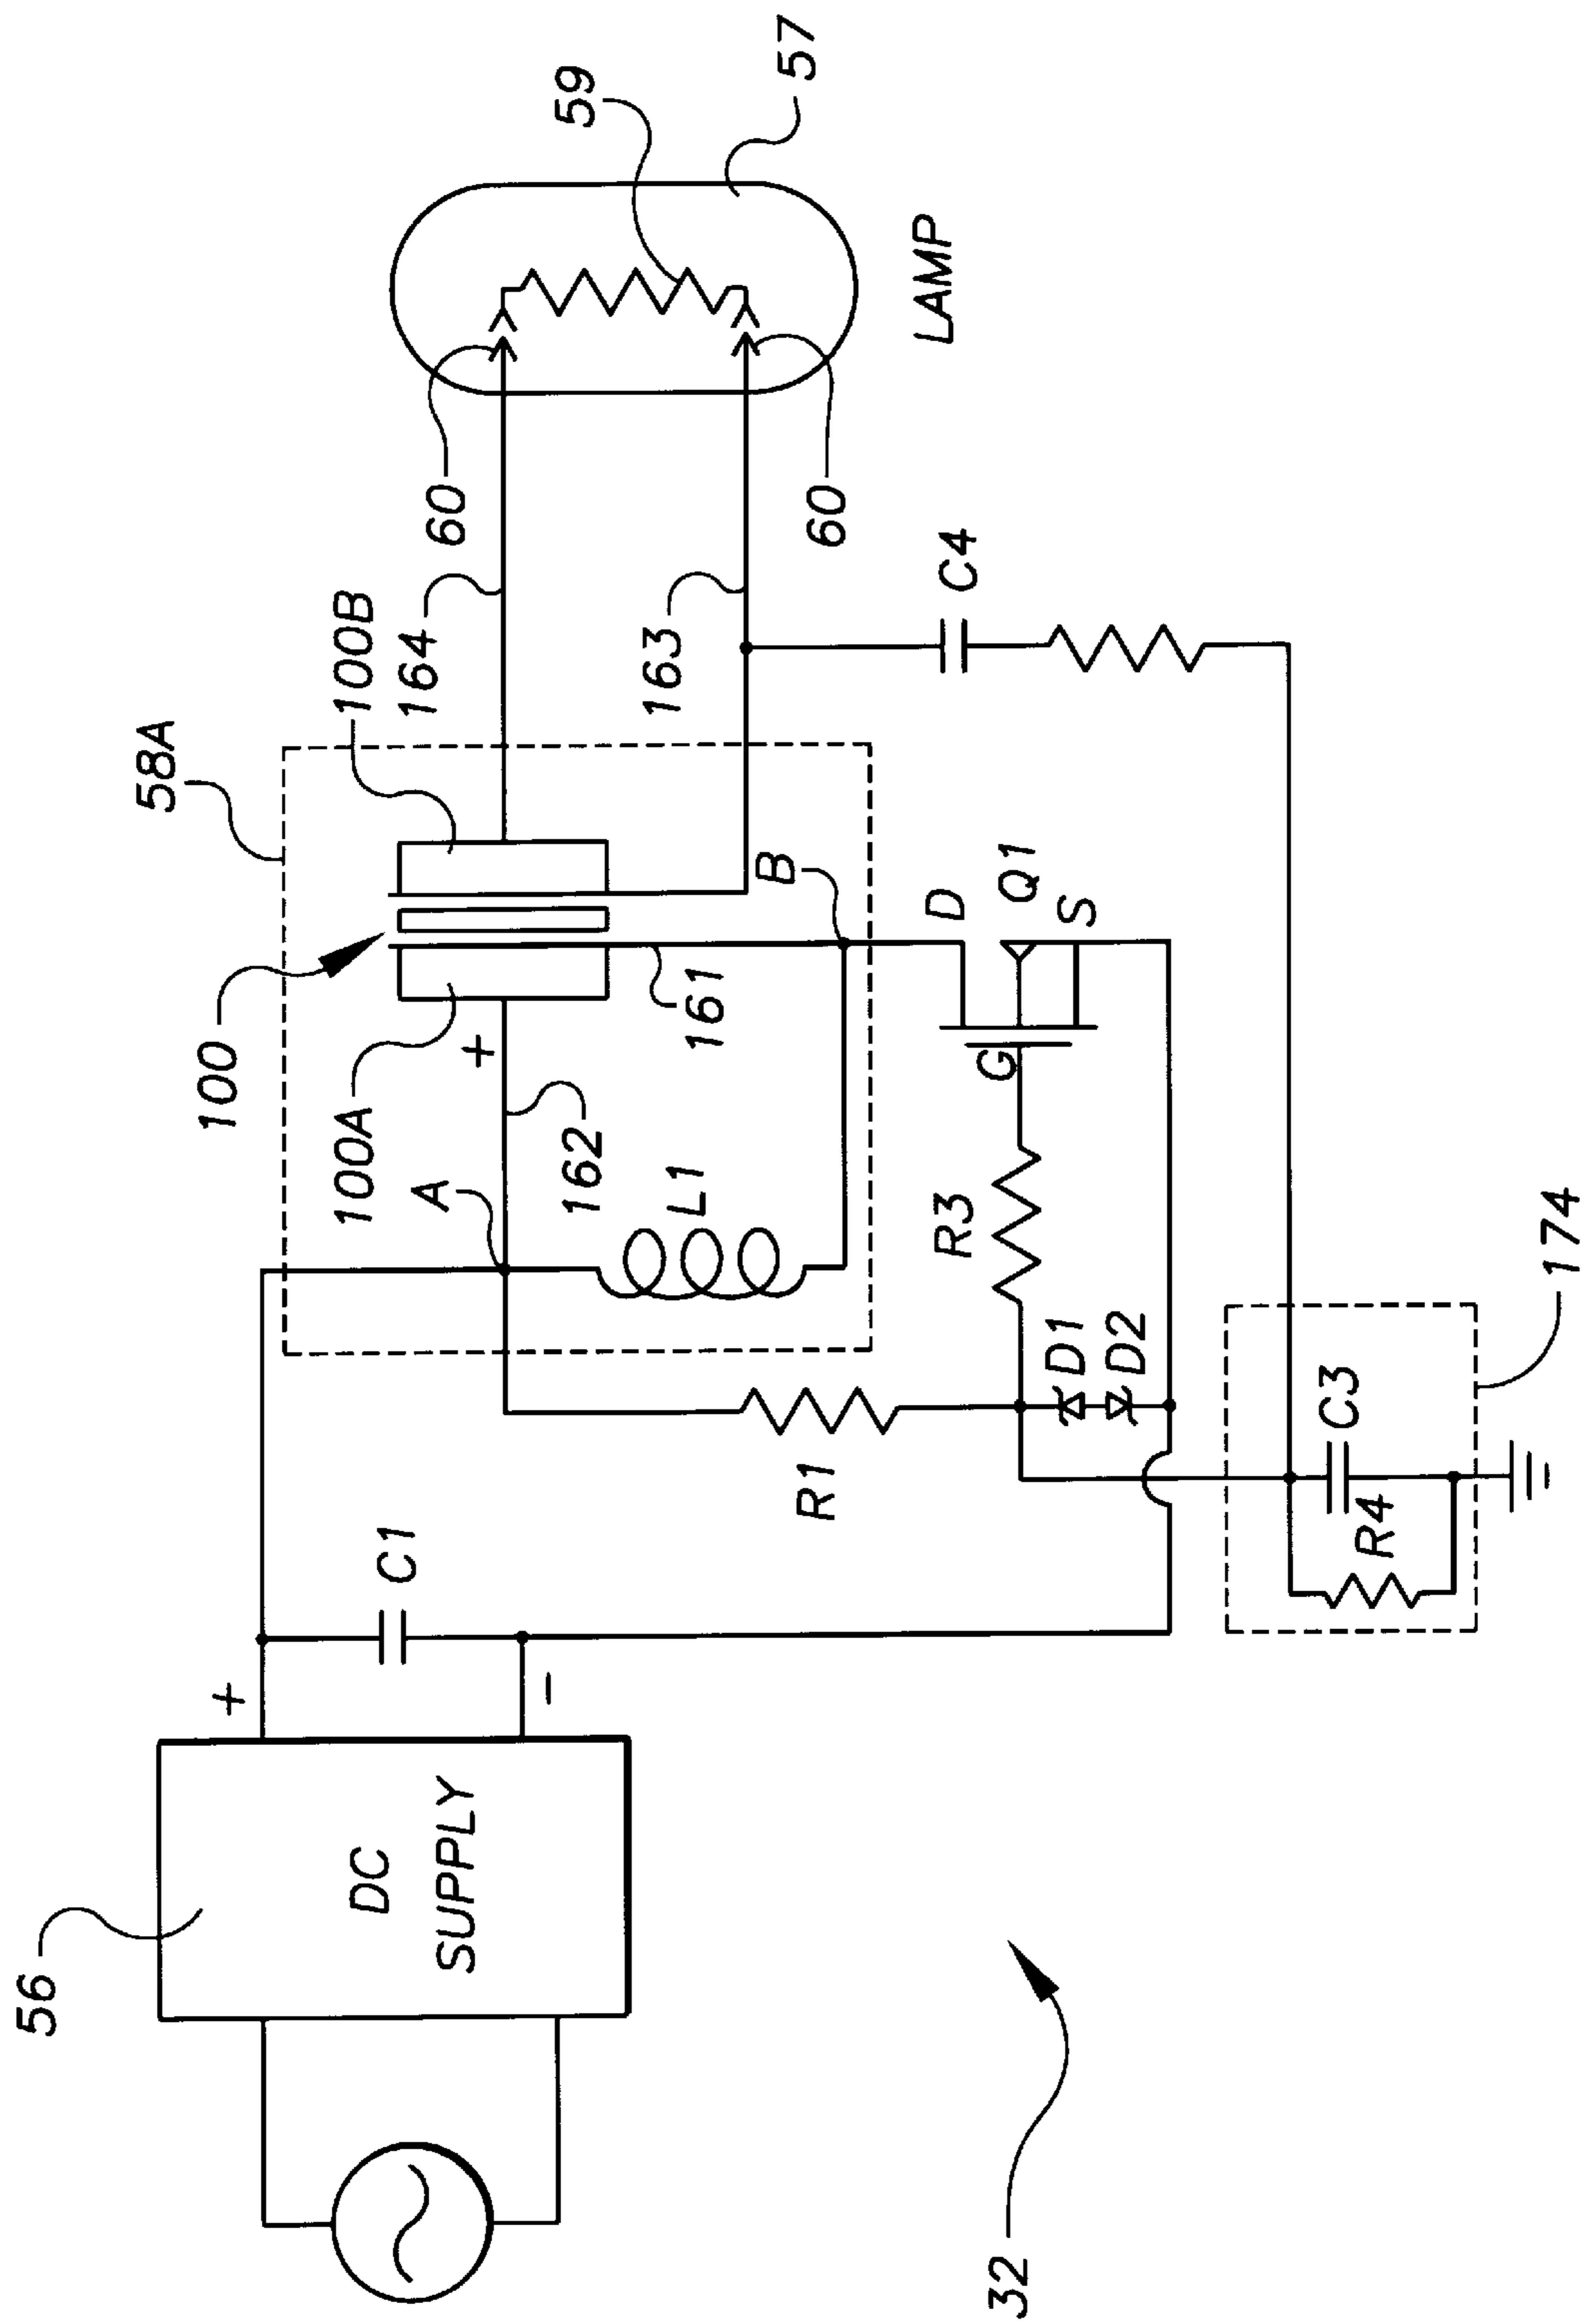 58A
59
100
100B
60
100A
164
57
A
+
162
163
LAMP
161
B
60
56
+
C1
L1
D
C4
DC
SUPPLY
−
R1
R3
G
Q1
S
D1
D2
32
C3
R4
174